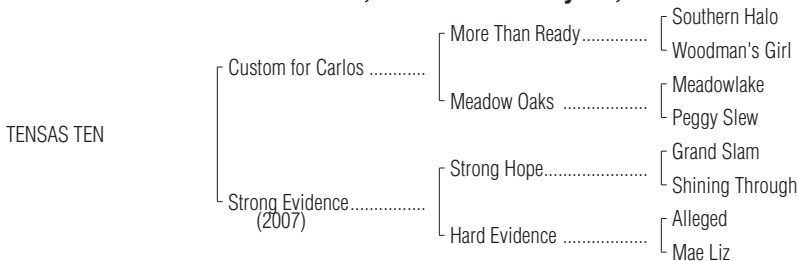 Southern Halo
More Than Ready..............
Woodman's Girl
Custom for Carlos ............
Meadowlake
Meadow Oaks ..................
Peggy Slew
TENSAS TEN
Grand Slam
Strong Hope......................
Shining Through
Strong Evidence................
(2007)
Alleged
Hard Evidence ..................
Mae Liz